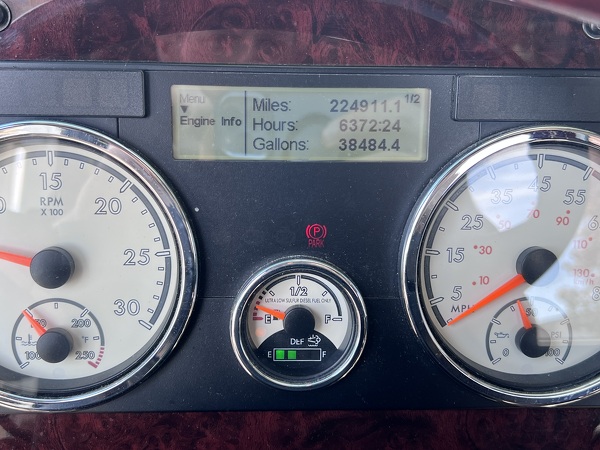 Menu
Engine Info
Miles: 224911.1 1/2
Hours: 6372:24
Gallons: 38484.4
15
RPM
X 100
20
25
30
200
100
250
°F
P
PARK
1/2
ULTRA LOW SULFUR DIESEL FUEL ONLY
E F
DEF
E F
5
15
25
35
45
55
10
30
50
70
90
110
130
MPH
0